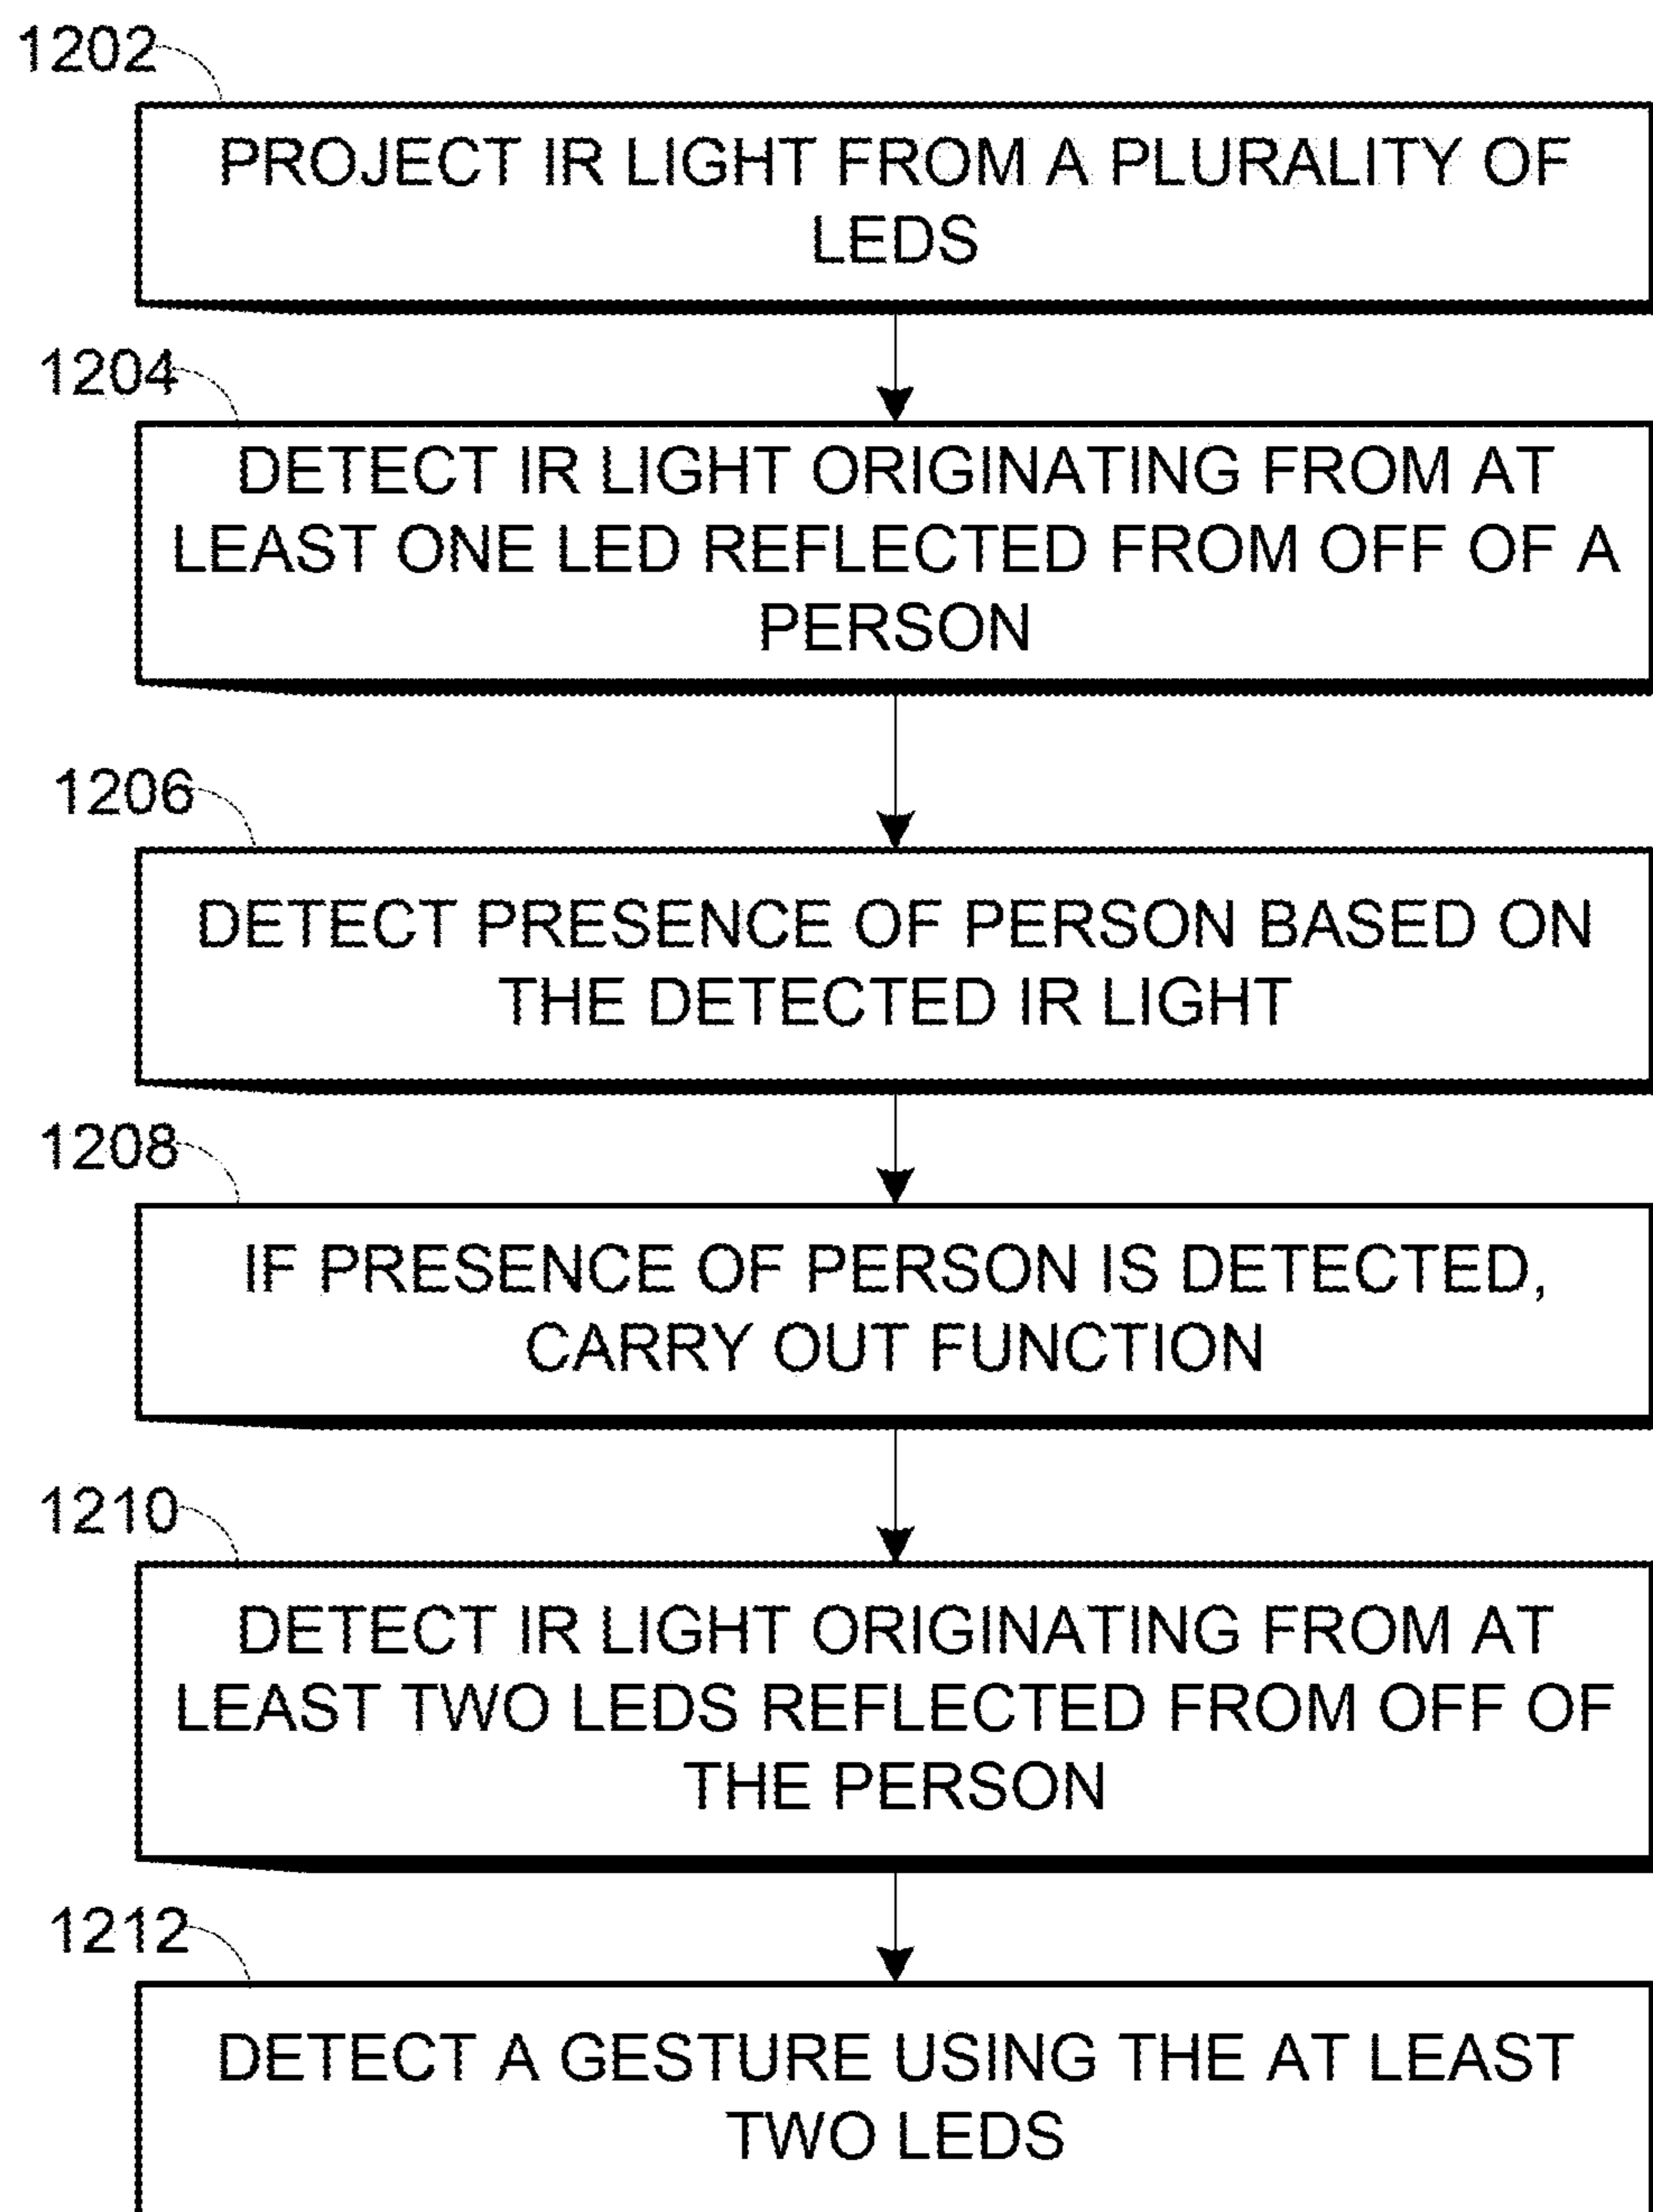 1202
PROJECT IR LIGHT FROM A PLURALITY OF
LEDS
1204
DETECT IR LIGHT ORIGINATING FROM AT
LEAST ONE LED REFLECTED FROM OFF OF A
PERSON
1206
DETECT PRESENCE OF PERSON BASED ON
THE DETECTED IR LIGHT
1208
IF PRESENCE OF PERSON IS DETECTED,
CARRY OUT FUNCTION
1210
DETECT IR LIGHT ORIGINATING FROM AT
LEAST TWO LEDS REFLECTED FROM OFF OF
THE PERSON
1212
DETECT A GESTURE USING THE AT LEAST
TWO LEDS